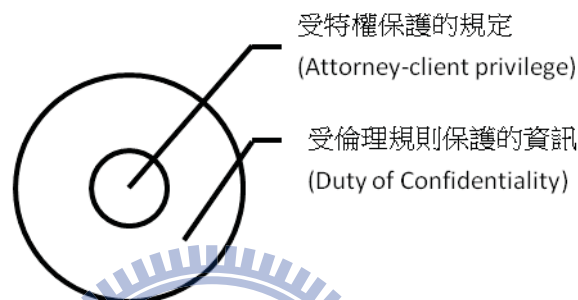 受特權保護的規定
(Attorney-client privilege)
受倫理規則保護的資訊
(Duty of Confidentiality)